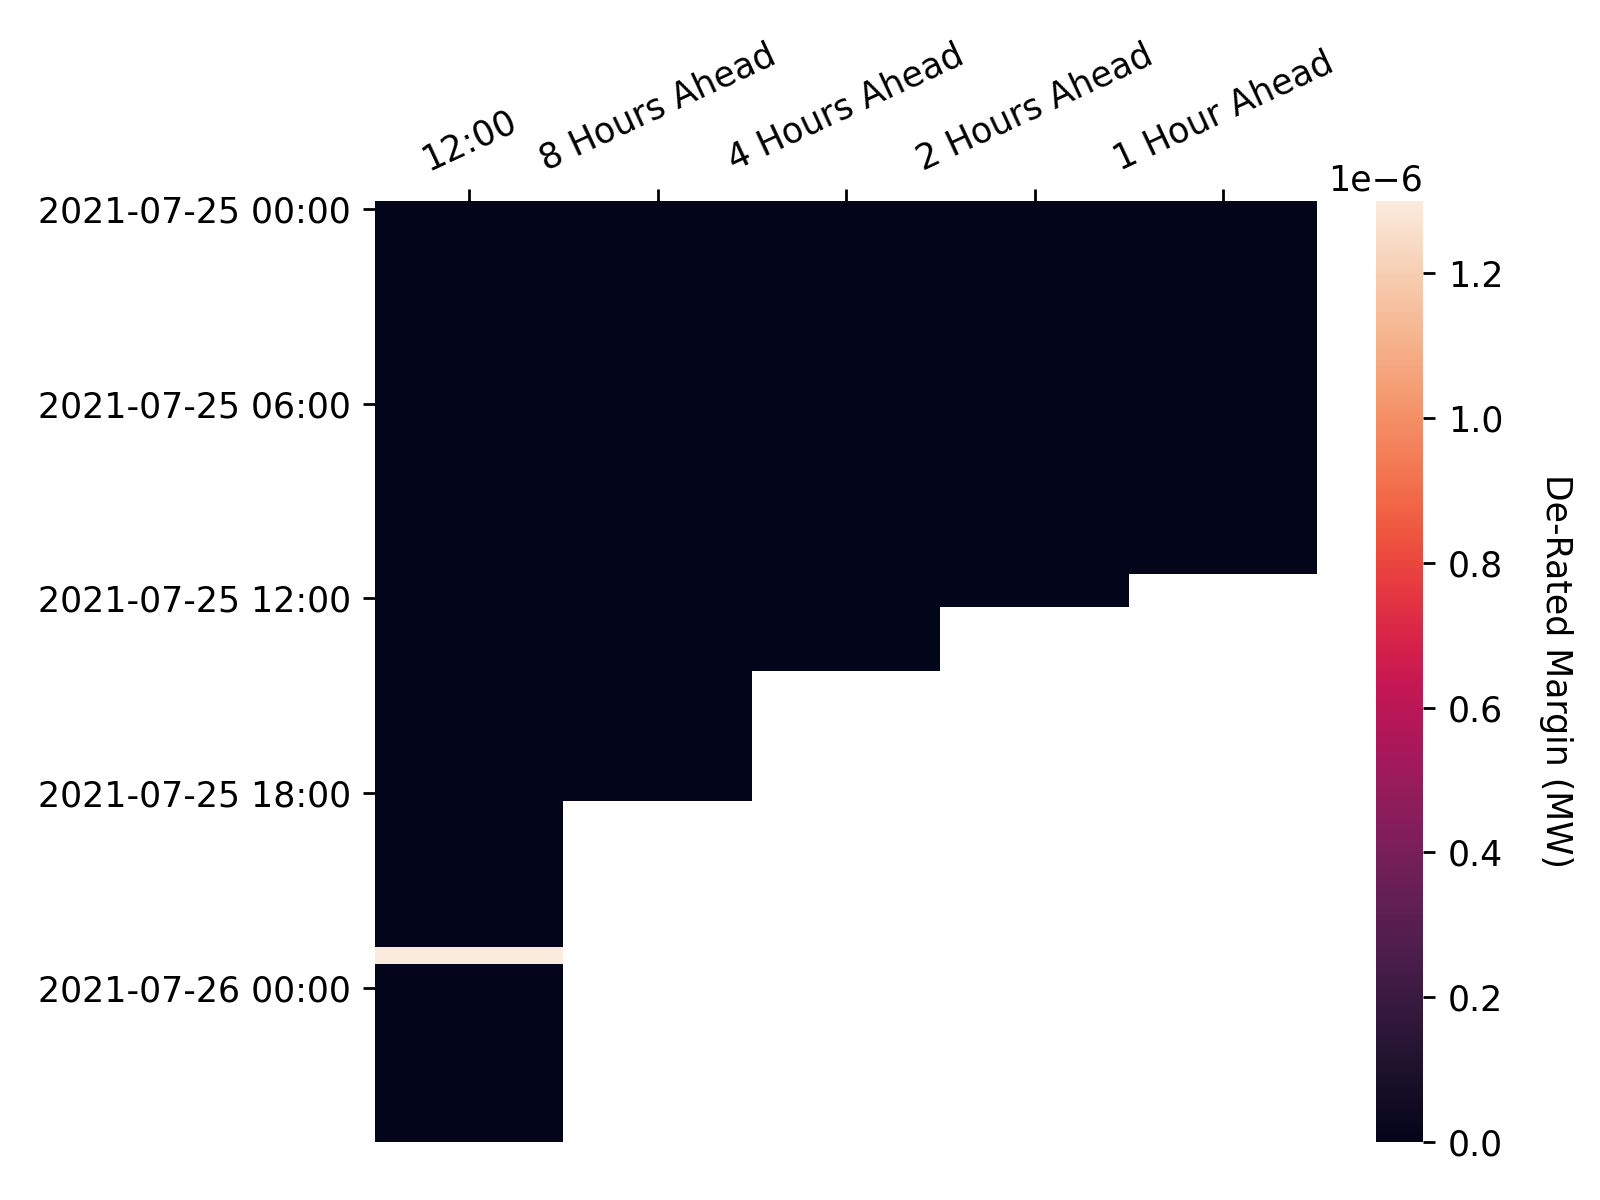 12:00
8 Hours Ahead
4 Hours Ahead
2 Hours Ahead
1 Hour Ahead
1e−6
2021-07-25 00:00
2021-07-25 06:00
2021-07-25 12:00
2021-07-25 18:00
2021-07-26 00:00
1.2
1.0
0.8
0.6
0.4
0.2
0.0
De-Rated Margin (MW)